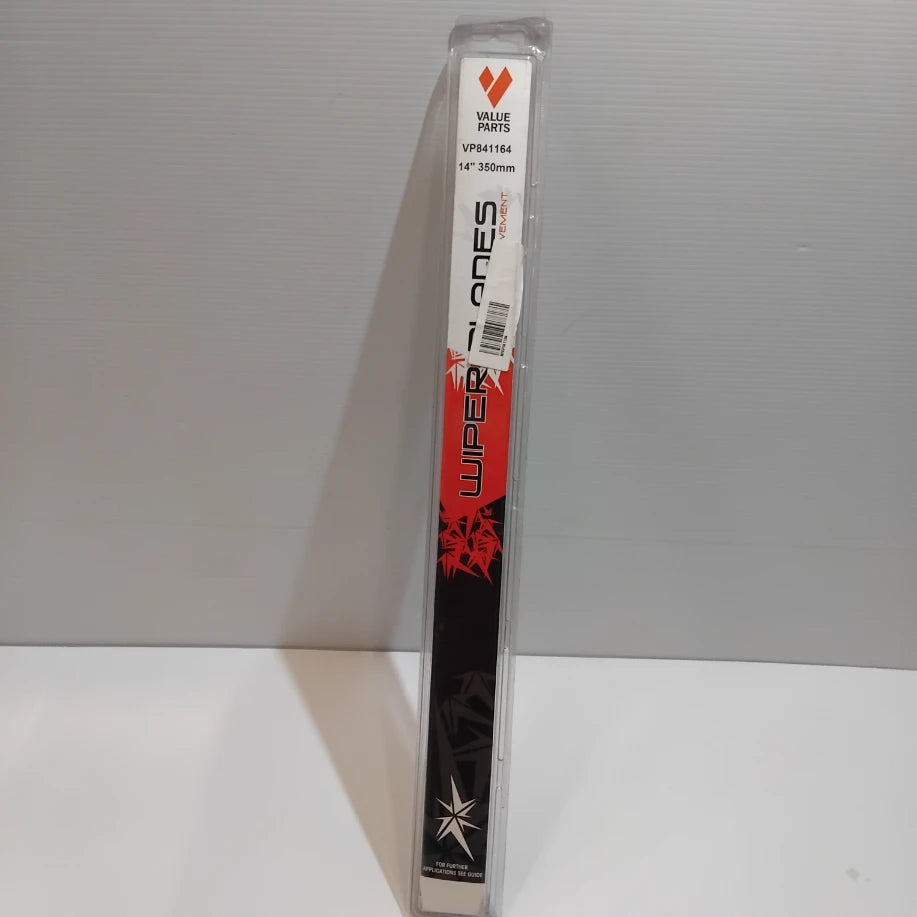 VALUE
PARTS
VP841164
14" 350mm
WIPER
VEMENT
FOR FURTHER
APPLICATIONS SEE GUIDE